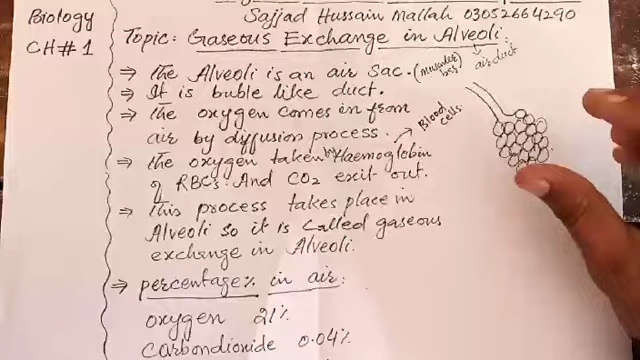 Biology
CH# 1
Sajjad Hussain Mallah 03052664290
Topic: Gaseous Exchange in Alveoli:
air duct
⇒ The Alveoli is an air Sac. (
⇒ It is buble like duct.
⇒ The oxygen comes in from
air by diffusion process.
Blood cells.
⇒ The oxygen taken by Haemoglobin
of RBCs. And CO2 exit out.
⇒ This process takes place in
Alveoli so it is Called gaseous
exchange in Alveoli.
⇒ percentage% in air:
oxygen 21%
Carbondionide 0.04%